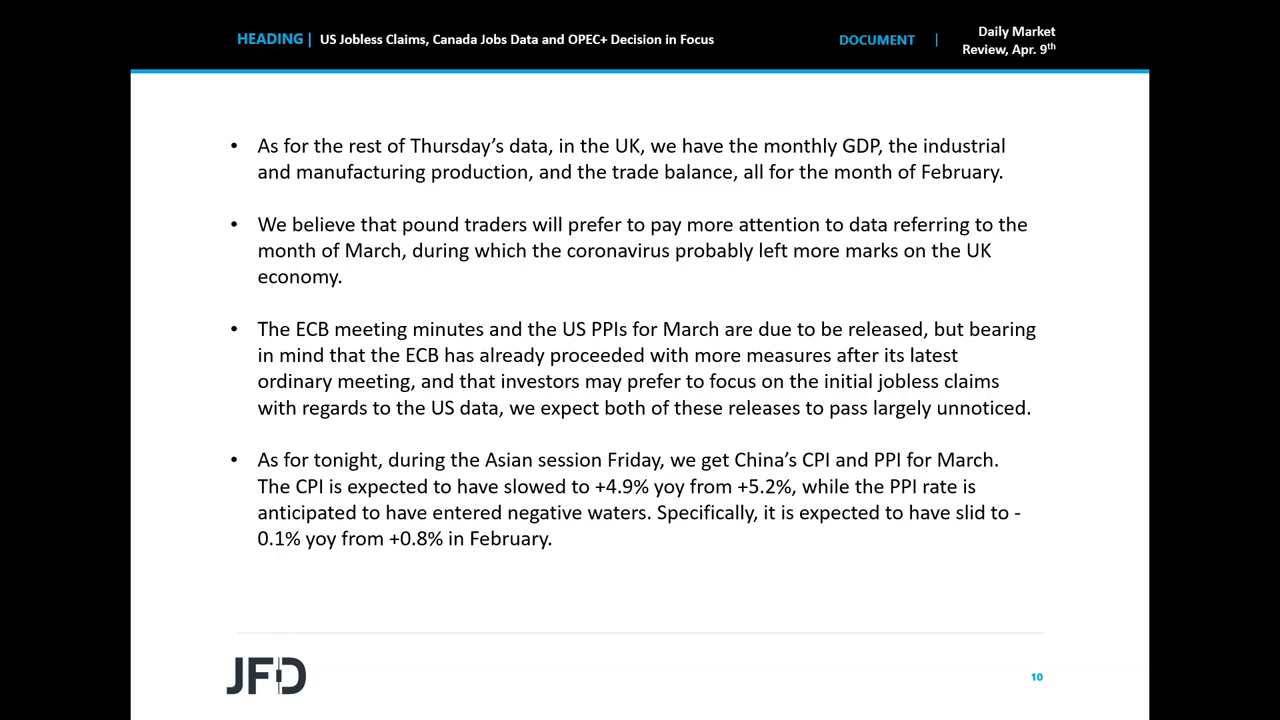 HEADING | US Jobless Claims, Canada Jobs Data and OPEC+ Decision in Focus
DOCUMENT |
Daily Market
Review, Apr. 9th
• As for the rest of Thursday’s data, in the UK, we have the monthly GDP, the industrial
and manufacturing production, and the trade balance, all for the month of February.
• We believe that pound traders will prefer to pay more attention to data referring to the
month of March, during which the coronavirus probably left more marks on the UK
economy.
• The ECB meeting minutes and the US PPIs for March are due to be released, but bearing
in mind that the ECB has already proceeded with more measures after its latest
ordinary meeting, and that investors may prefer to focus on the initial jobless claims
with regards to the US data, we expect both of these releases to pass largely unnoticed.
• As for tonight, during the Asian session Friday, we get China’s CPI and PPI for March.
The CPI is expected to have slowed to +4.9% yoy from +5.2%, while the PPI rate is
anticipated to have entered negative waters. Specifically, it is expected to have slid to -
0.1% yoy from +0.8% in February.
JFD
10